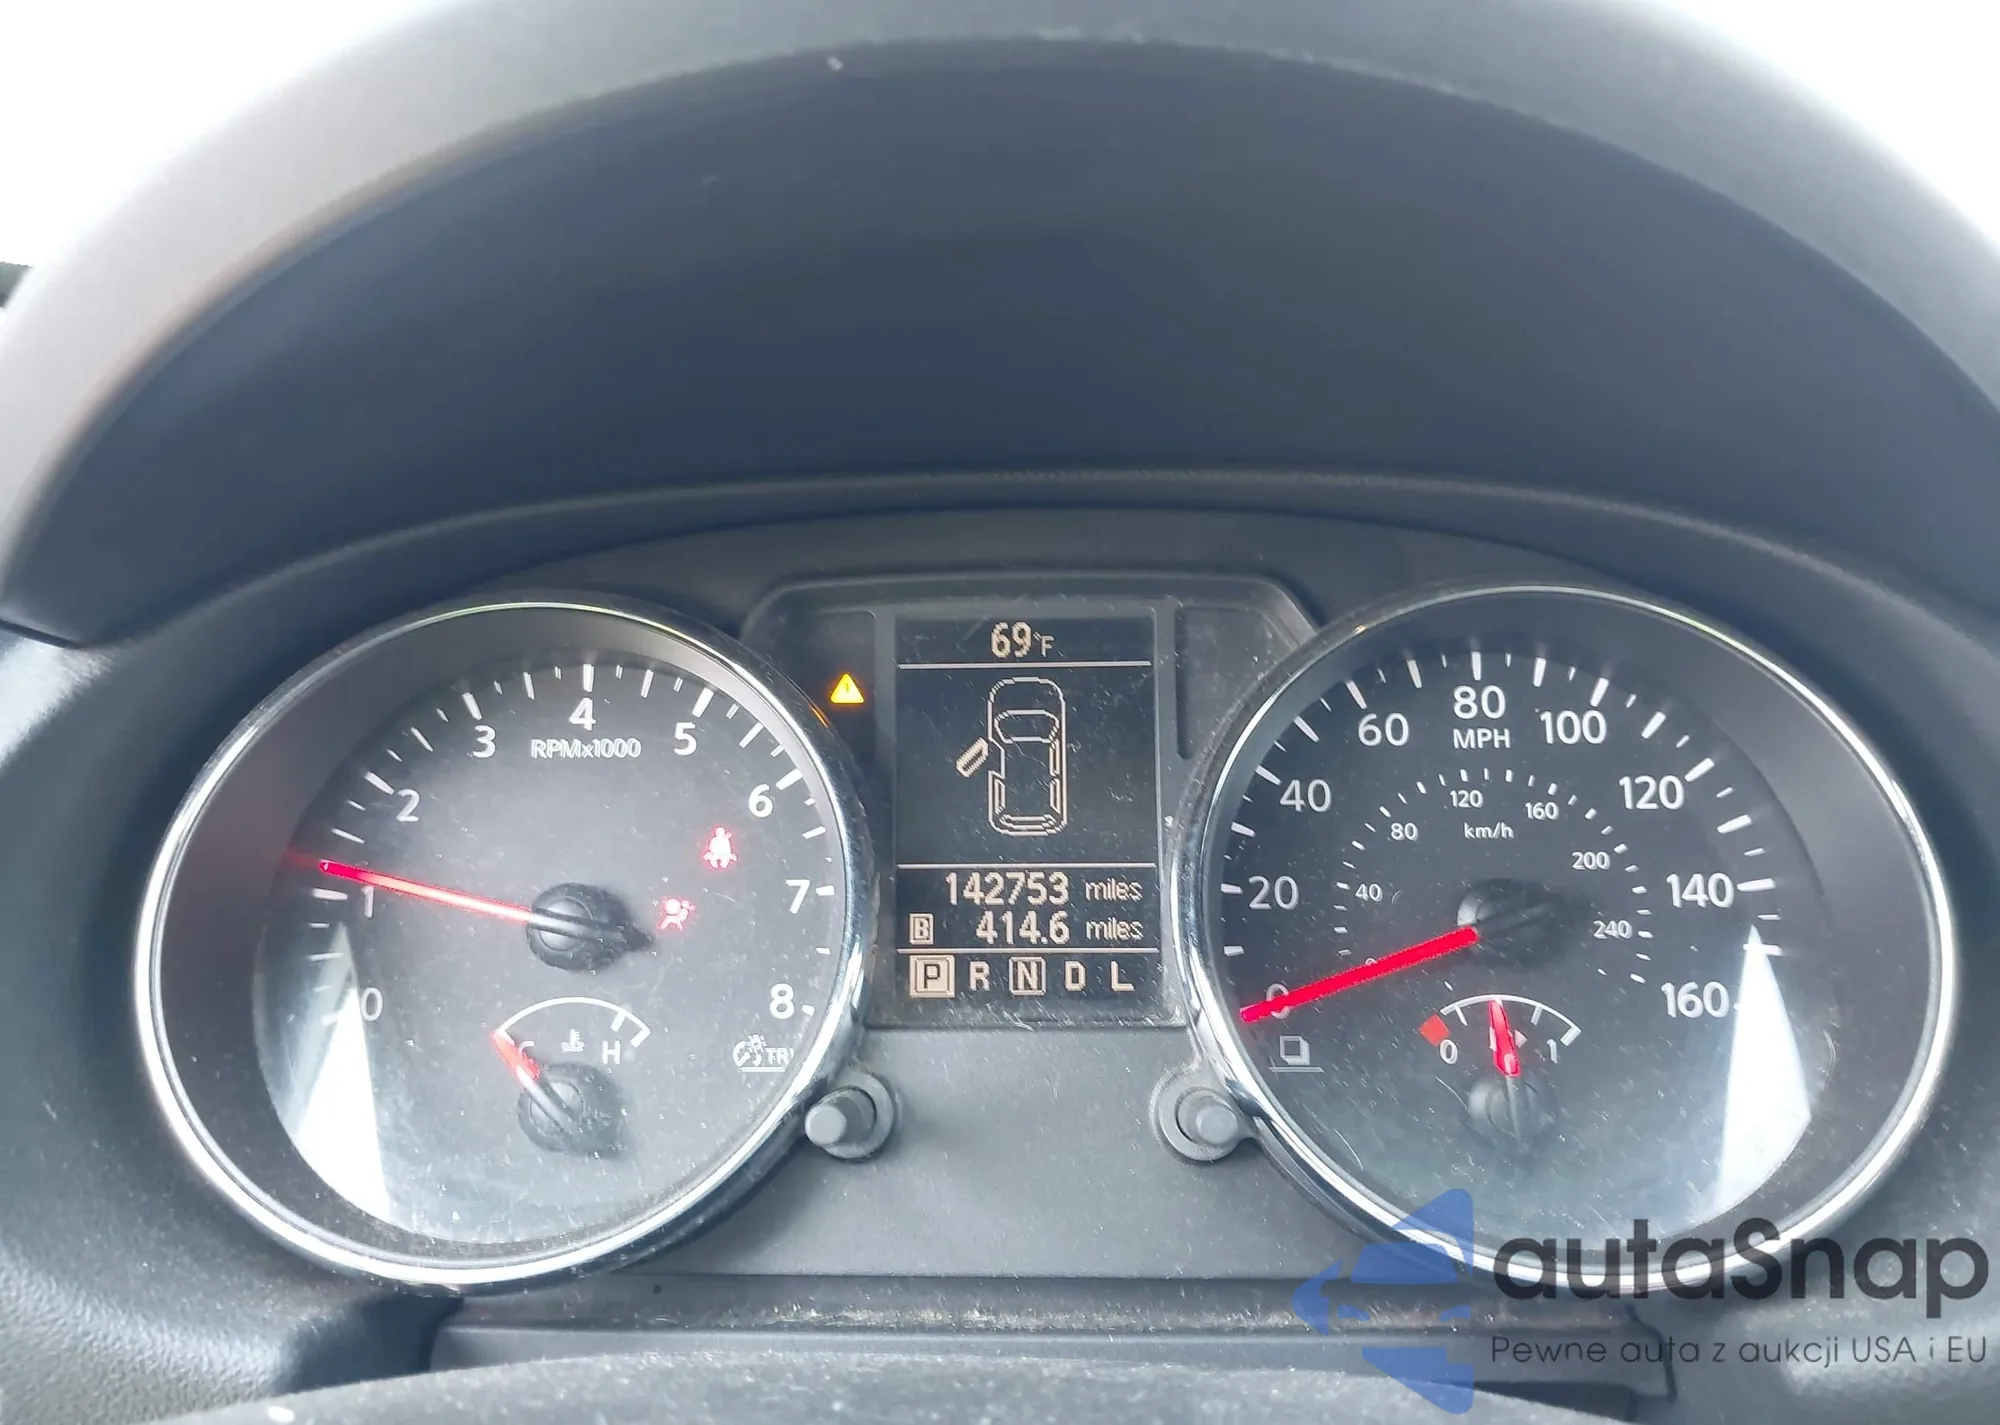 69°F
3 4 5
RPMx1000
2 6
1 7
0 8
C H
TRIP
142753 miles
B 414.6 miles
P R N D L
60 80 100
MPH
40 120
20 140
0 160
80 120 160
km/h
40 200
240
0
0 1
autaSnap
Pewne auta z aukcji USA i EU